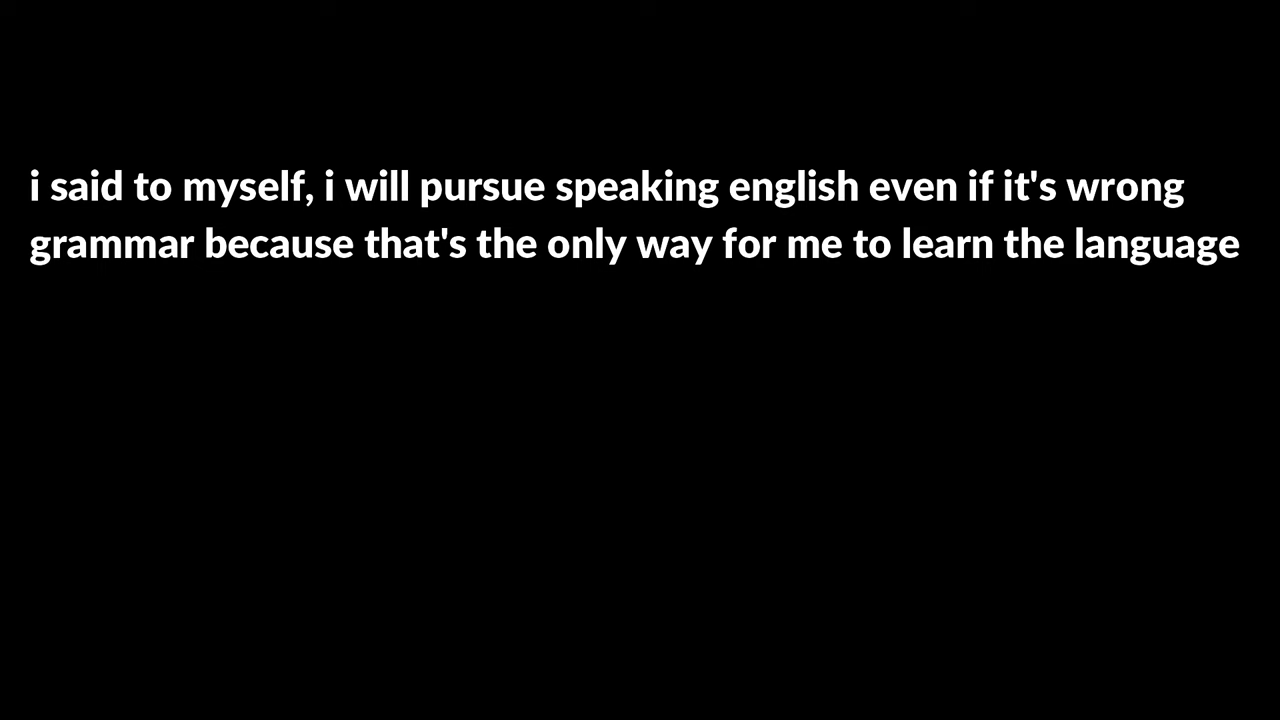 i said to myself, i will pursue speaking english even if it's wrong
grammar because that's the only way for me to learn the language